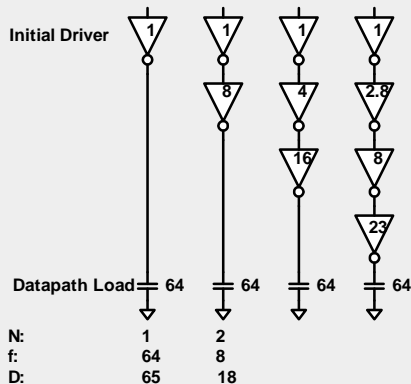 Initial Driver 1 1 1 1
8 4 2.8
16 8
23
Datapath Load 64 64 64 64
N: 1 2
f: 64 8
D: 65 18